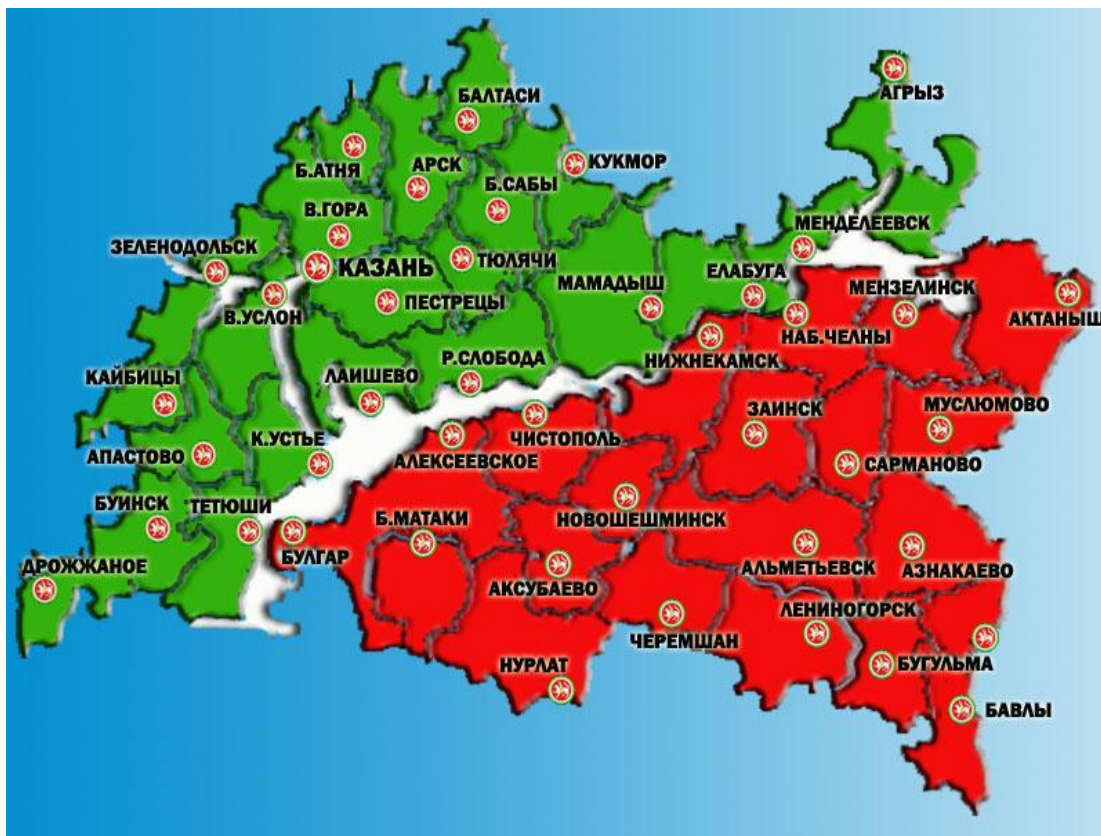 АГРЫЗ
БАЛТАСИ
Б.АТНЯ
АРСК
КУКМОР
Б.САБЫ
В.ГОРА
МЕНДЕЛЕЕВСК
ЗЕЛЕНОДОЛЬСК
КАЗАНЬ
ТЮЛЯЧИ
ЕЛАБУГА
МАМАДЫШ
МЕНЗЕЛИНСК
ПЕСТРЕЦЫ
В.УСЛОН
АКТАНЫШ
НАБ.ЧЕЛНЫ
Р.СЛОБОДА
НИЖНЕКАМСК
КАЙБИЦЫ
ЛАИШЕВО
ЗАИНСК
МУСЛЮМОВО
К.УСТЬЕ
ЧИСТОПОЛЬ
АПАСТОВО
АЛЕКСЕЕВСКОЕ
САРМАНОВО
БУИНСК
ТЕТЮШИ
НОВОШЕШМИНСК
Б.МАТАКИ
БУЛГАР
ДРОЖЖАНОЕ
АЛЬМЕТЬЕВСК
АЗНАКАЕВО
АКСУБАЕВО
ЛЕНИНОГОРСК
ЧЕРЕМШАН
НУРЛАТ
БУГУЛЬМА
БАВЛЫ